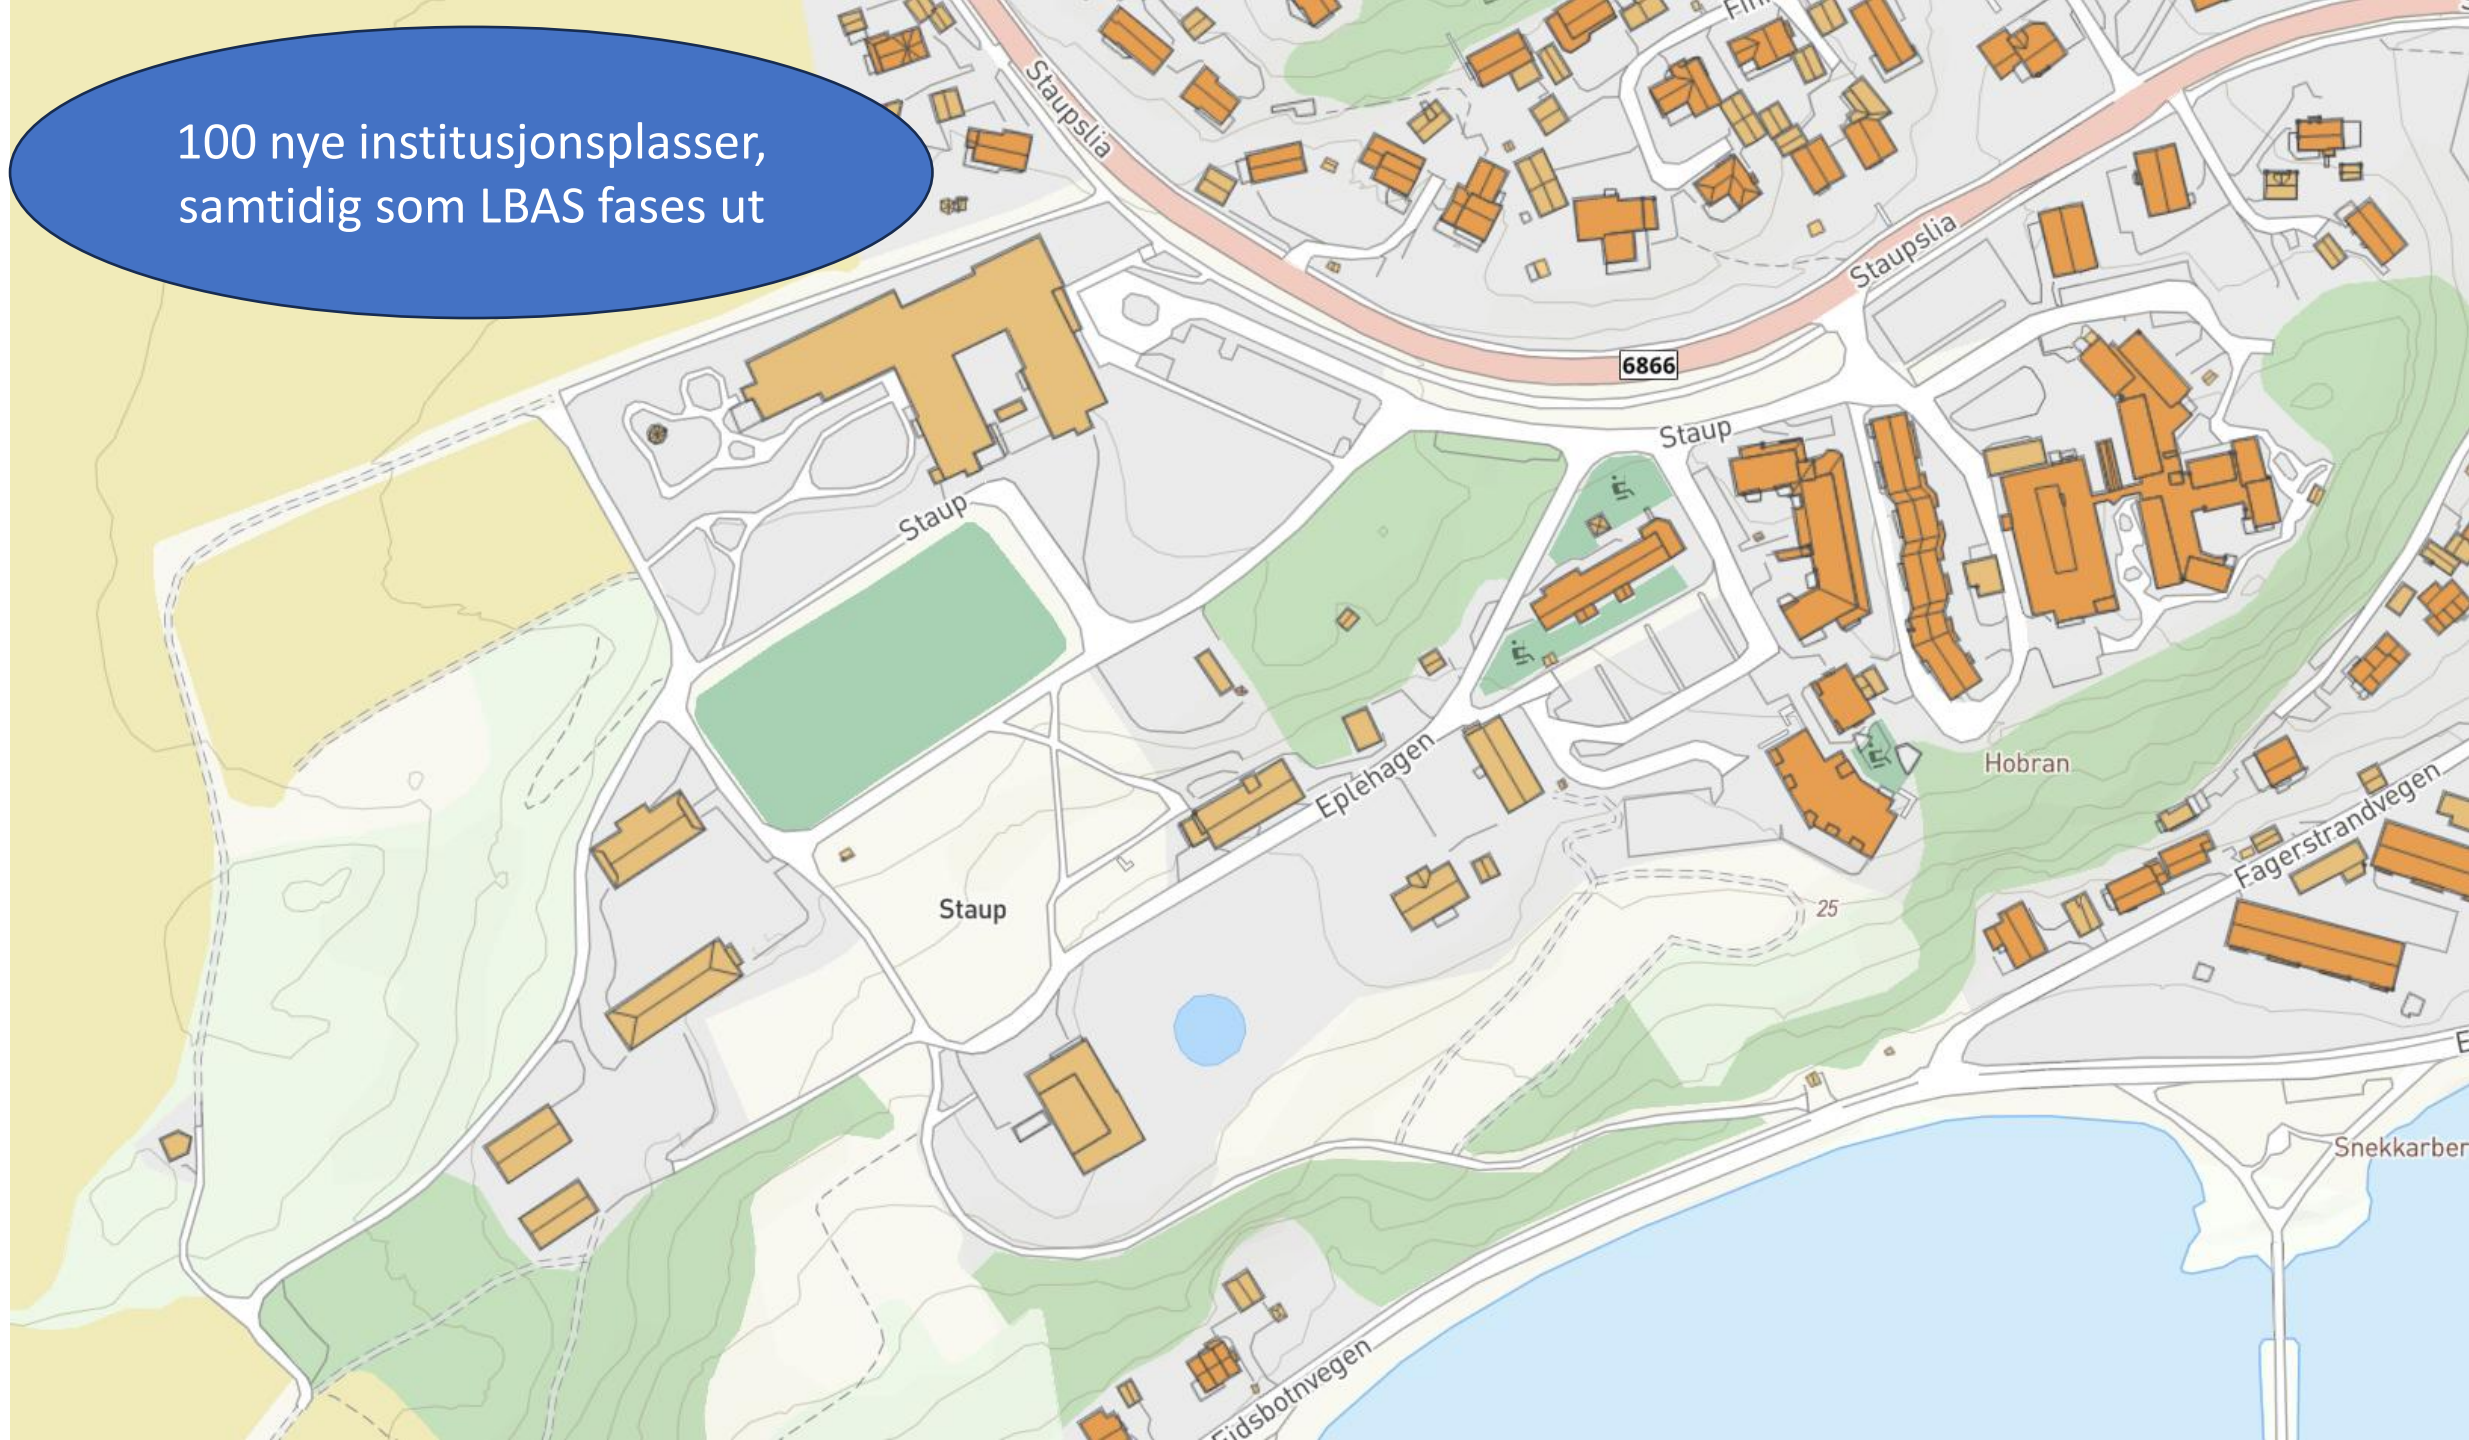 100 nye institusjonsplasser,
samtidig som LBAS fases ut
Staupslia
Staupslia
6866
Staup
Staup
Eplehagen
Hobran
Fagerstrandvegen
Staup
25
Snekkarber
Eidsbotnvegen